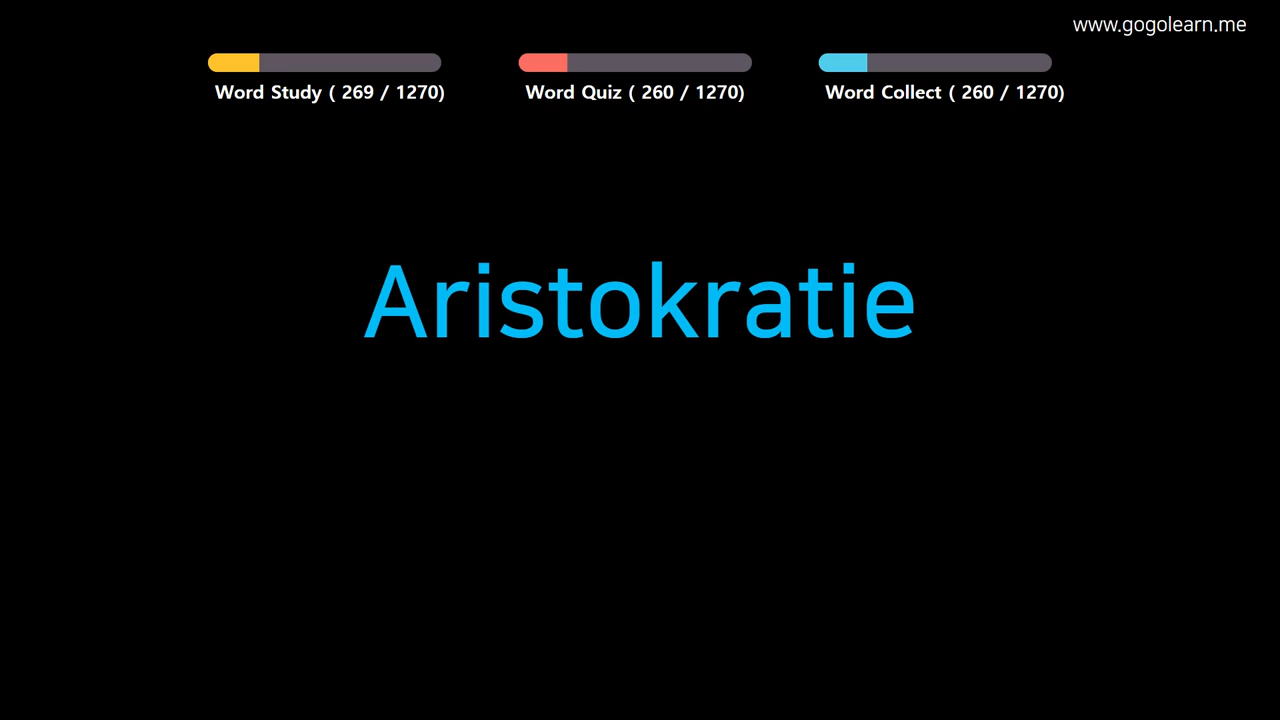 www.gogolearn.me
Word Study ( 269 / 1270)
Word Quiz ( 260 / 1270)
Word Collect ( 260 / 1270)
Aristokratie